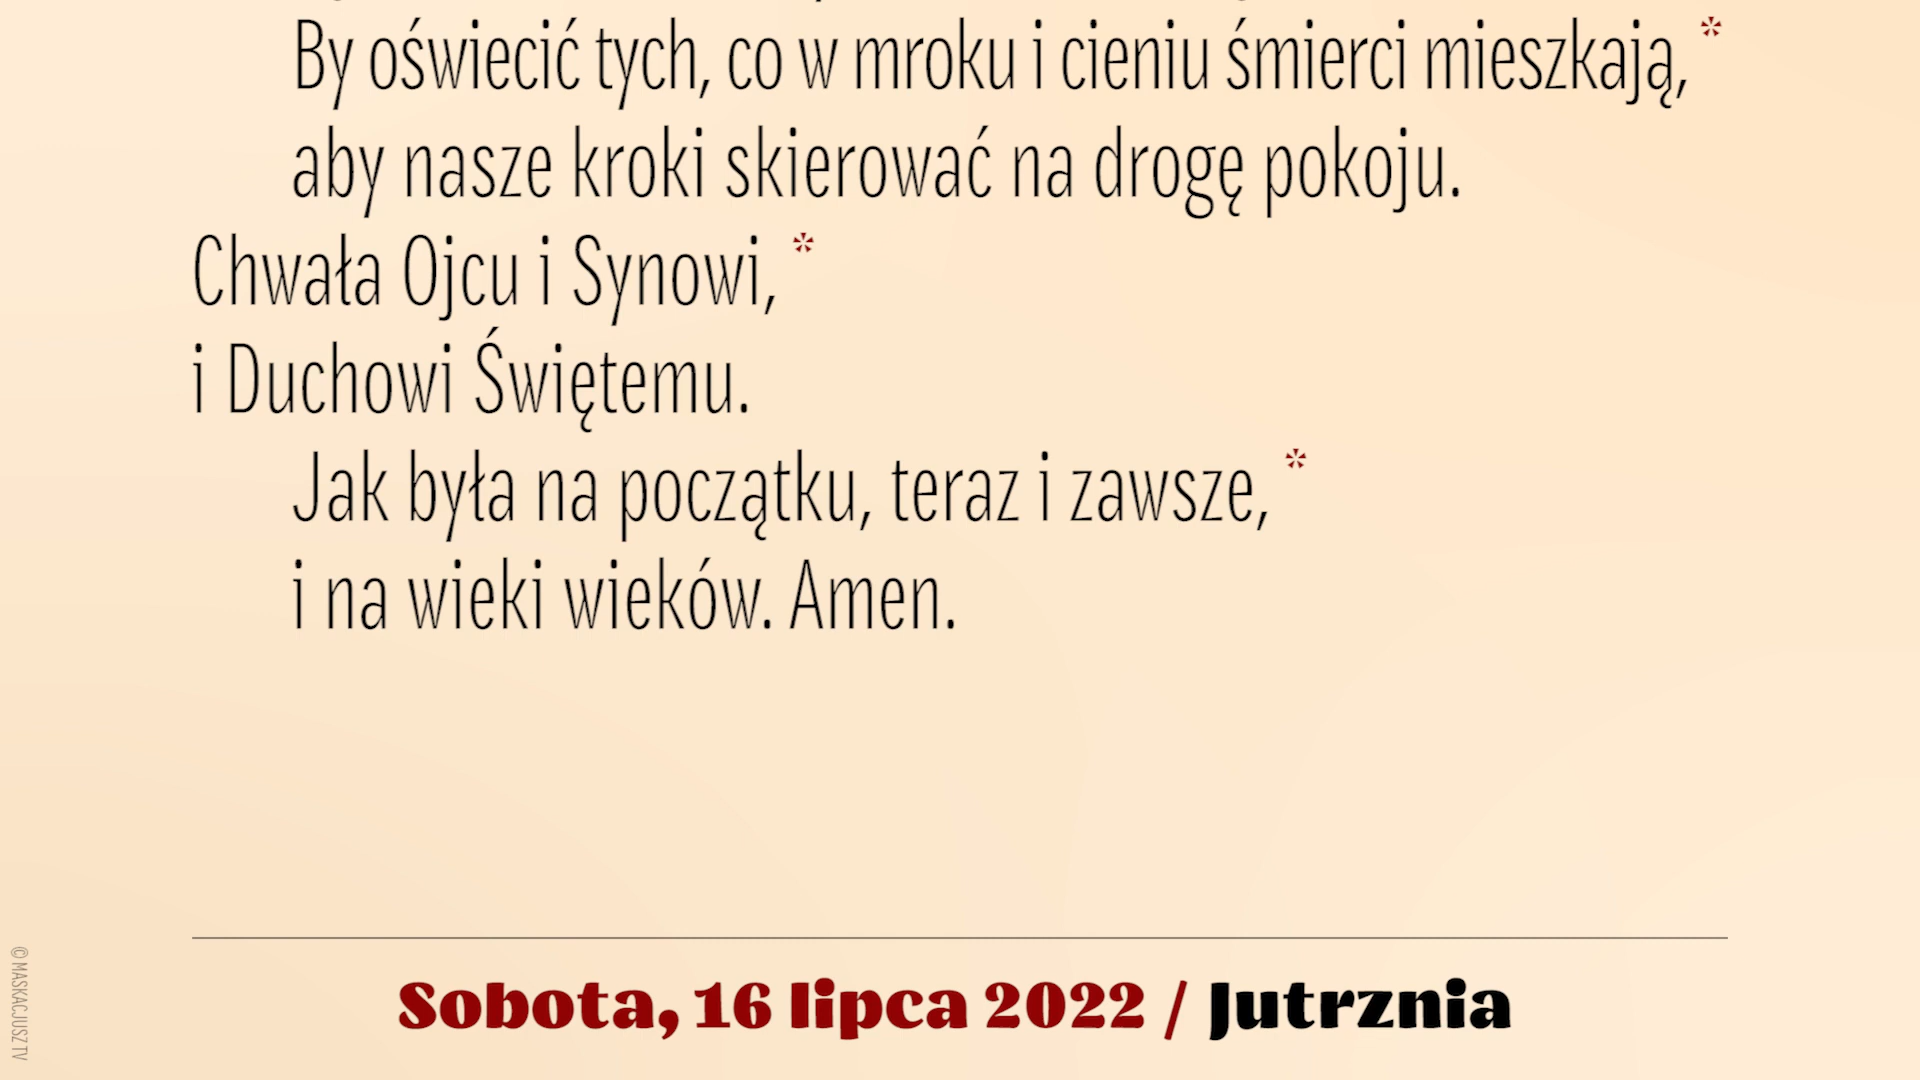 By oświecić tych, co w mroku i cieniu śmierci mieszkają, *
aby nasze kroki skierować na drogę pokoju.
Chwała Ojcu i Synowi, *
i Duchowi Świętemu.
Jak była na początku, teraz i zawsze, *
i na wieki wieków. Amen.
Sobota, 16 lipca 2022 / Jutrznia
© MASKACJUSZ TV